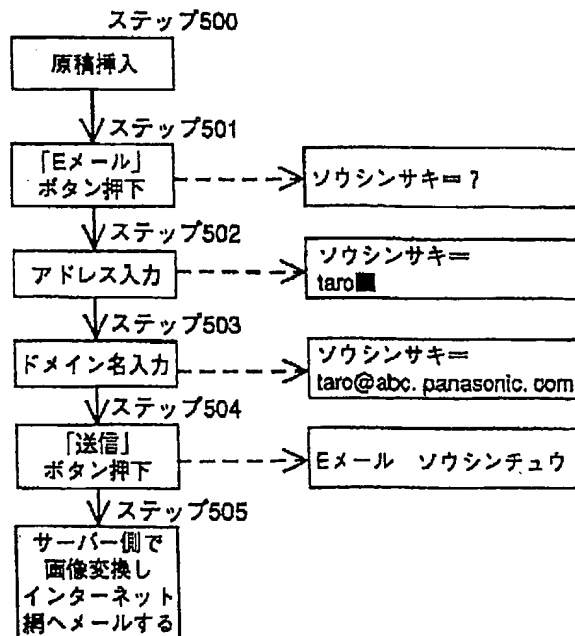 ステップ500
原稿挿入
ステップ501
「Eメール」
ボタン押下
ソウシンサキ＝？
ステップ502
アドレス入力
ソウシンサキ＝
taro■
ステップ503
ドメイン名入力
ソウシンサキ＝
taro@abc.panasonic.com
ステップ504
「送信」
ボタン押下
Eメール　ソウシンチュウ
ステップ505
サーバー側で
画像変換し
インターネット
網へメールする